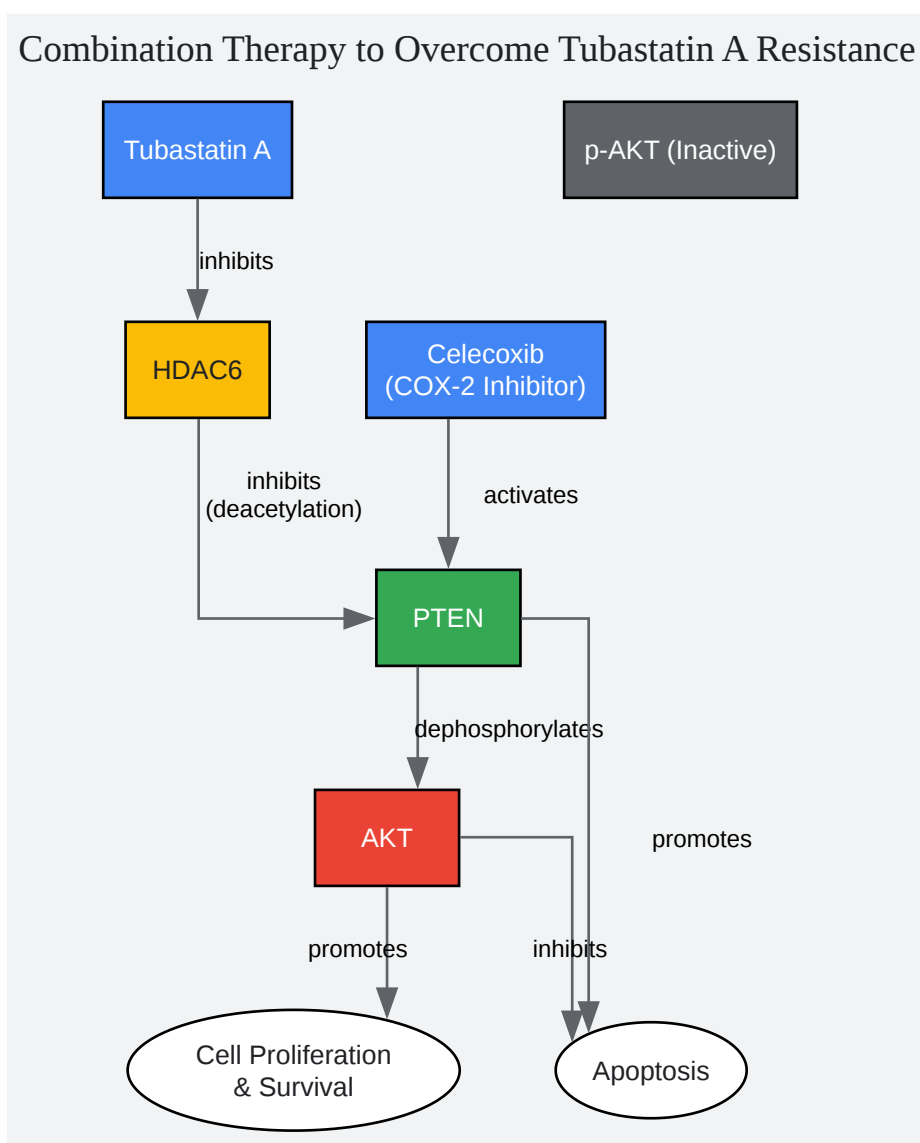 Combination Therapy to Overcome Tubastatin A Resistance
Tubastatin A
p-AKT (Inactive)
inhibits
HDAC6
Celecoxib
(COX-2 Inhibitor)
inhibits
(deacetylation)
activates
PTEN
dephosphorylates
AKT
promotes
promotes
inhibits
Cell Proliferation
& Survival
Apoptosis